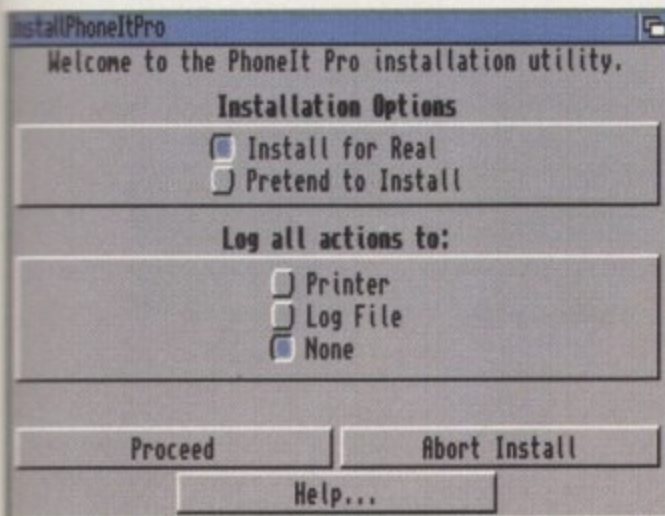 InstallPhoneItPro
Welcome to the PhoneIt Pro installation utility.
Installation Options
Install for Real
Pretend to Install
Log all actions to:
Printer
Log File
None
Proceed
Abort Install
Help...